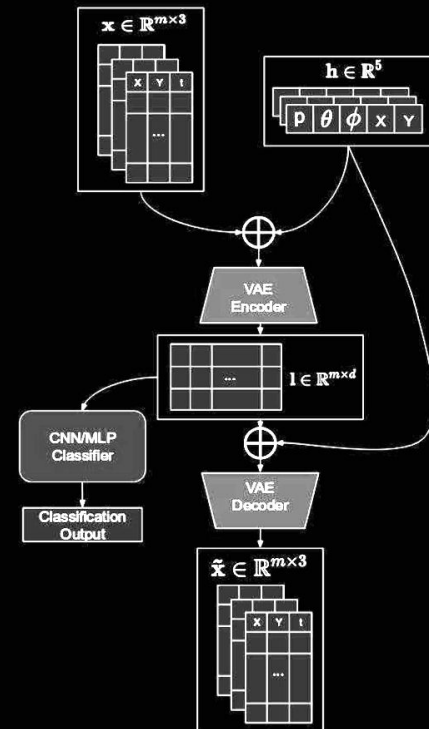 x ∈ ℝ^{m×3}
X Y t
...
h ∈ ℝ^5
p θ ϕ X Y
VAE
Encoder
...
l ∈ ℝ^{m×d}
CNN/MLP
Classifier
Classification
Output
VAE
Decoder
x̃ ∈ ℝ^{m×3}
X Y t
...